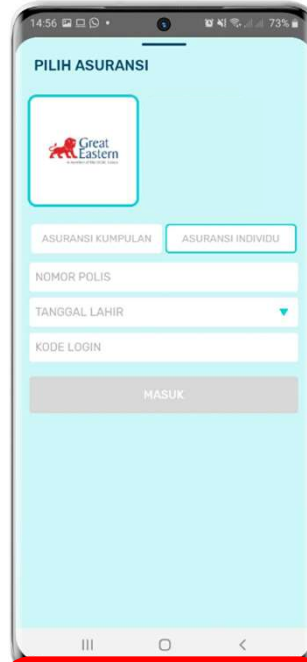 14:56
73%
PILIH ASURANSI
Great
Eastern
ASURANSI KUMPULAN
ASURANSI INDIVIDU
NOMOR POLIS
TANGGAL LAHIR
KODE LOGIN
MASUK